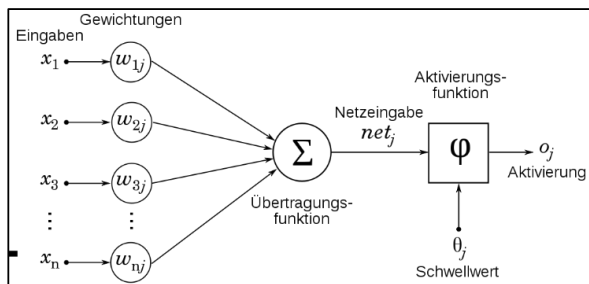 Gewichtungen
Eingaben
x₁ w₁ⱼ
x₂ w₂ⱼ
x₃ w₃ⱼ
⋮ ⋮
xₙ wₙⱼ
Σ
Übertragungs-
funktion
Netzeingabe
netⱼ
Aktivierungs-
funktion
φ
oⱼ
Aktivierung
θⱼ
Schwellwert